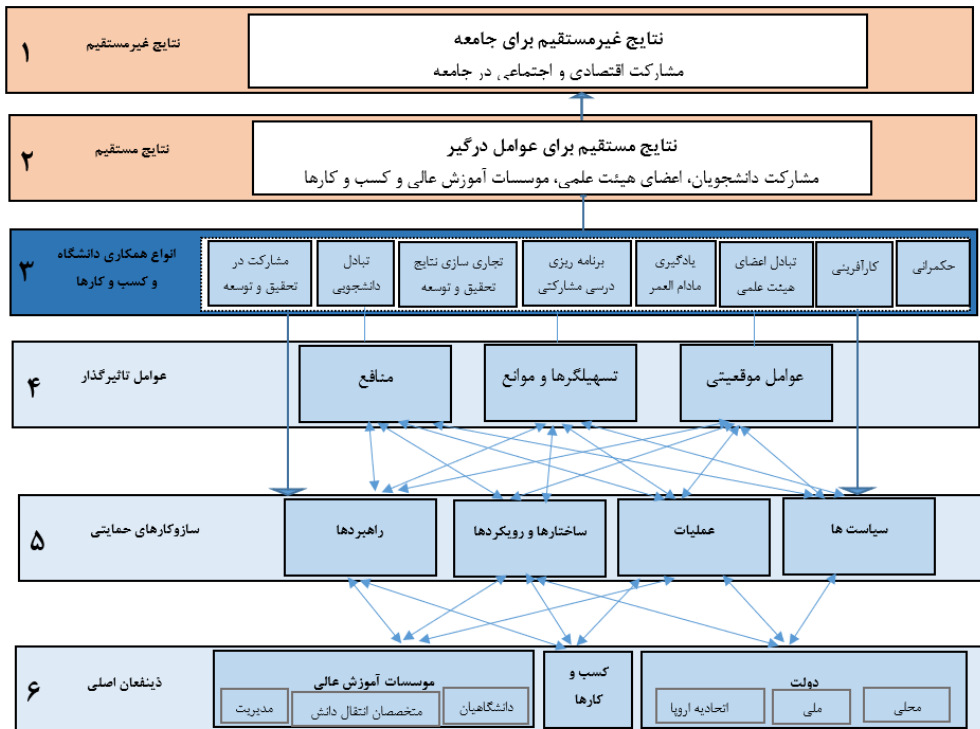 نتایج غیرمستقیم برای جامعه
مشارکت اقتصادی و اجتماعی در جامعه
نتایج غیرمستقیم
۱
نتایج مستقیم برای عوامل درگیر
مشارکت دانشجویان، اعضای هیئت علمی، موسسات آموزش عالی و کسب و کارها
نتایج مستقیم
۲
حکمرانی
کارآفرینی
تبادل اعضای
هیئت علمی
یادگیری
مادام العمر
برنامه ریزی
درسی مشارکتی
تجاری سازی نتایج
تحقیق و توسعه
تبادل
دانشجویی
مشارکت در
تحقیق و توسعه
انواع همکاری دانشگاه
و کسب و کارها
۳
عوامل موقعیتی
تسهیلگرها و موانع
منافع
عوامل تاثیرگذار
۴
سیاست ها
عملیات
ساختارها و رویکردها
راهبردها
سازوکارهای حمایتی
۵
دولت
محلی
ملی
اتحادیه اروپا
کسب و
کارها
موسسات آموزش عالی
دانشگاهیان
متخصصان انتقال دانش
مدیریت
ذینفعان اصلی
۶